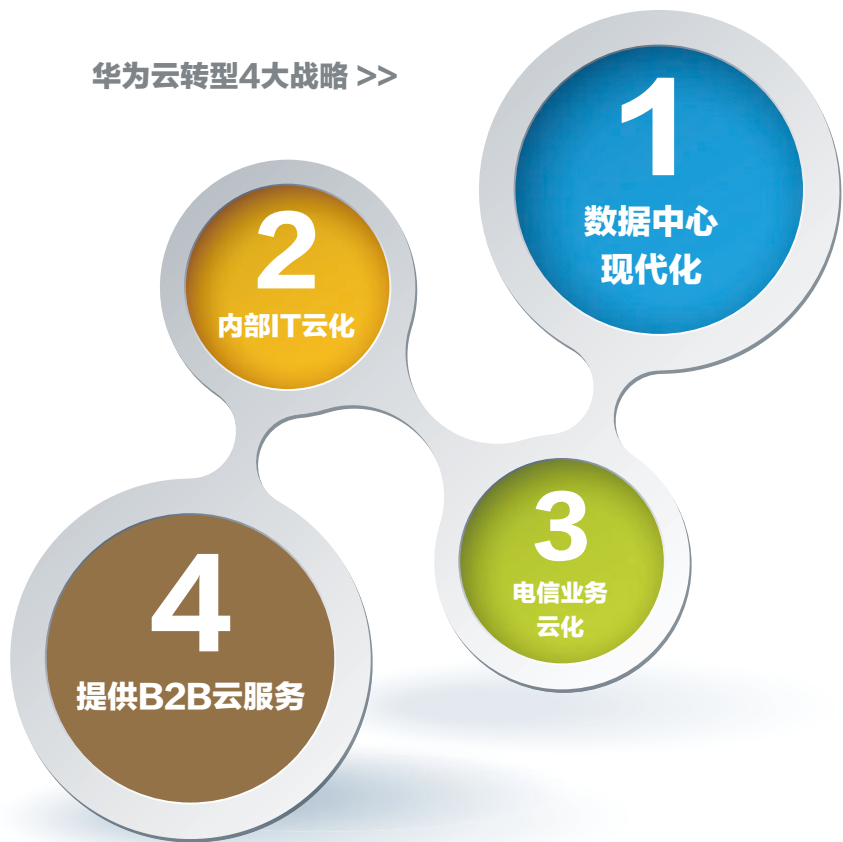 华为云转型4大战略 >>
1
数据中心
现代化
2
内部IT云化
3
电信业务
云化
4
提供B2B云服务